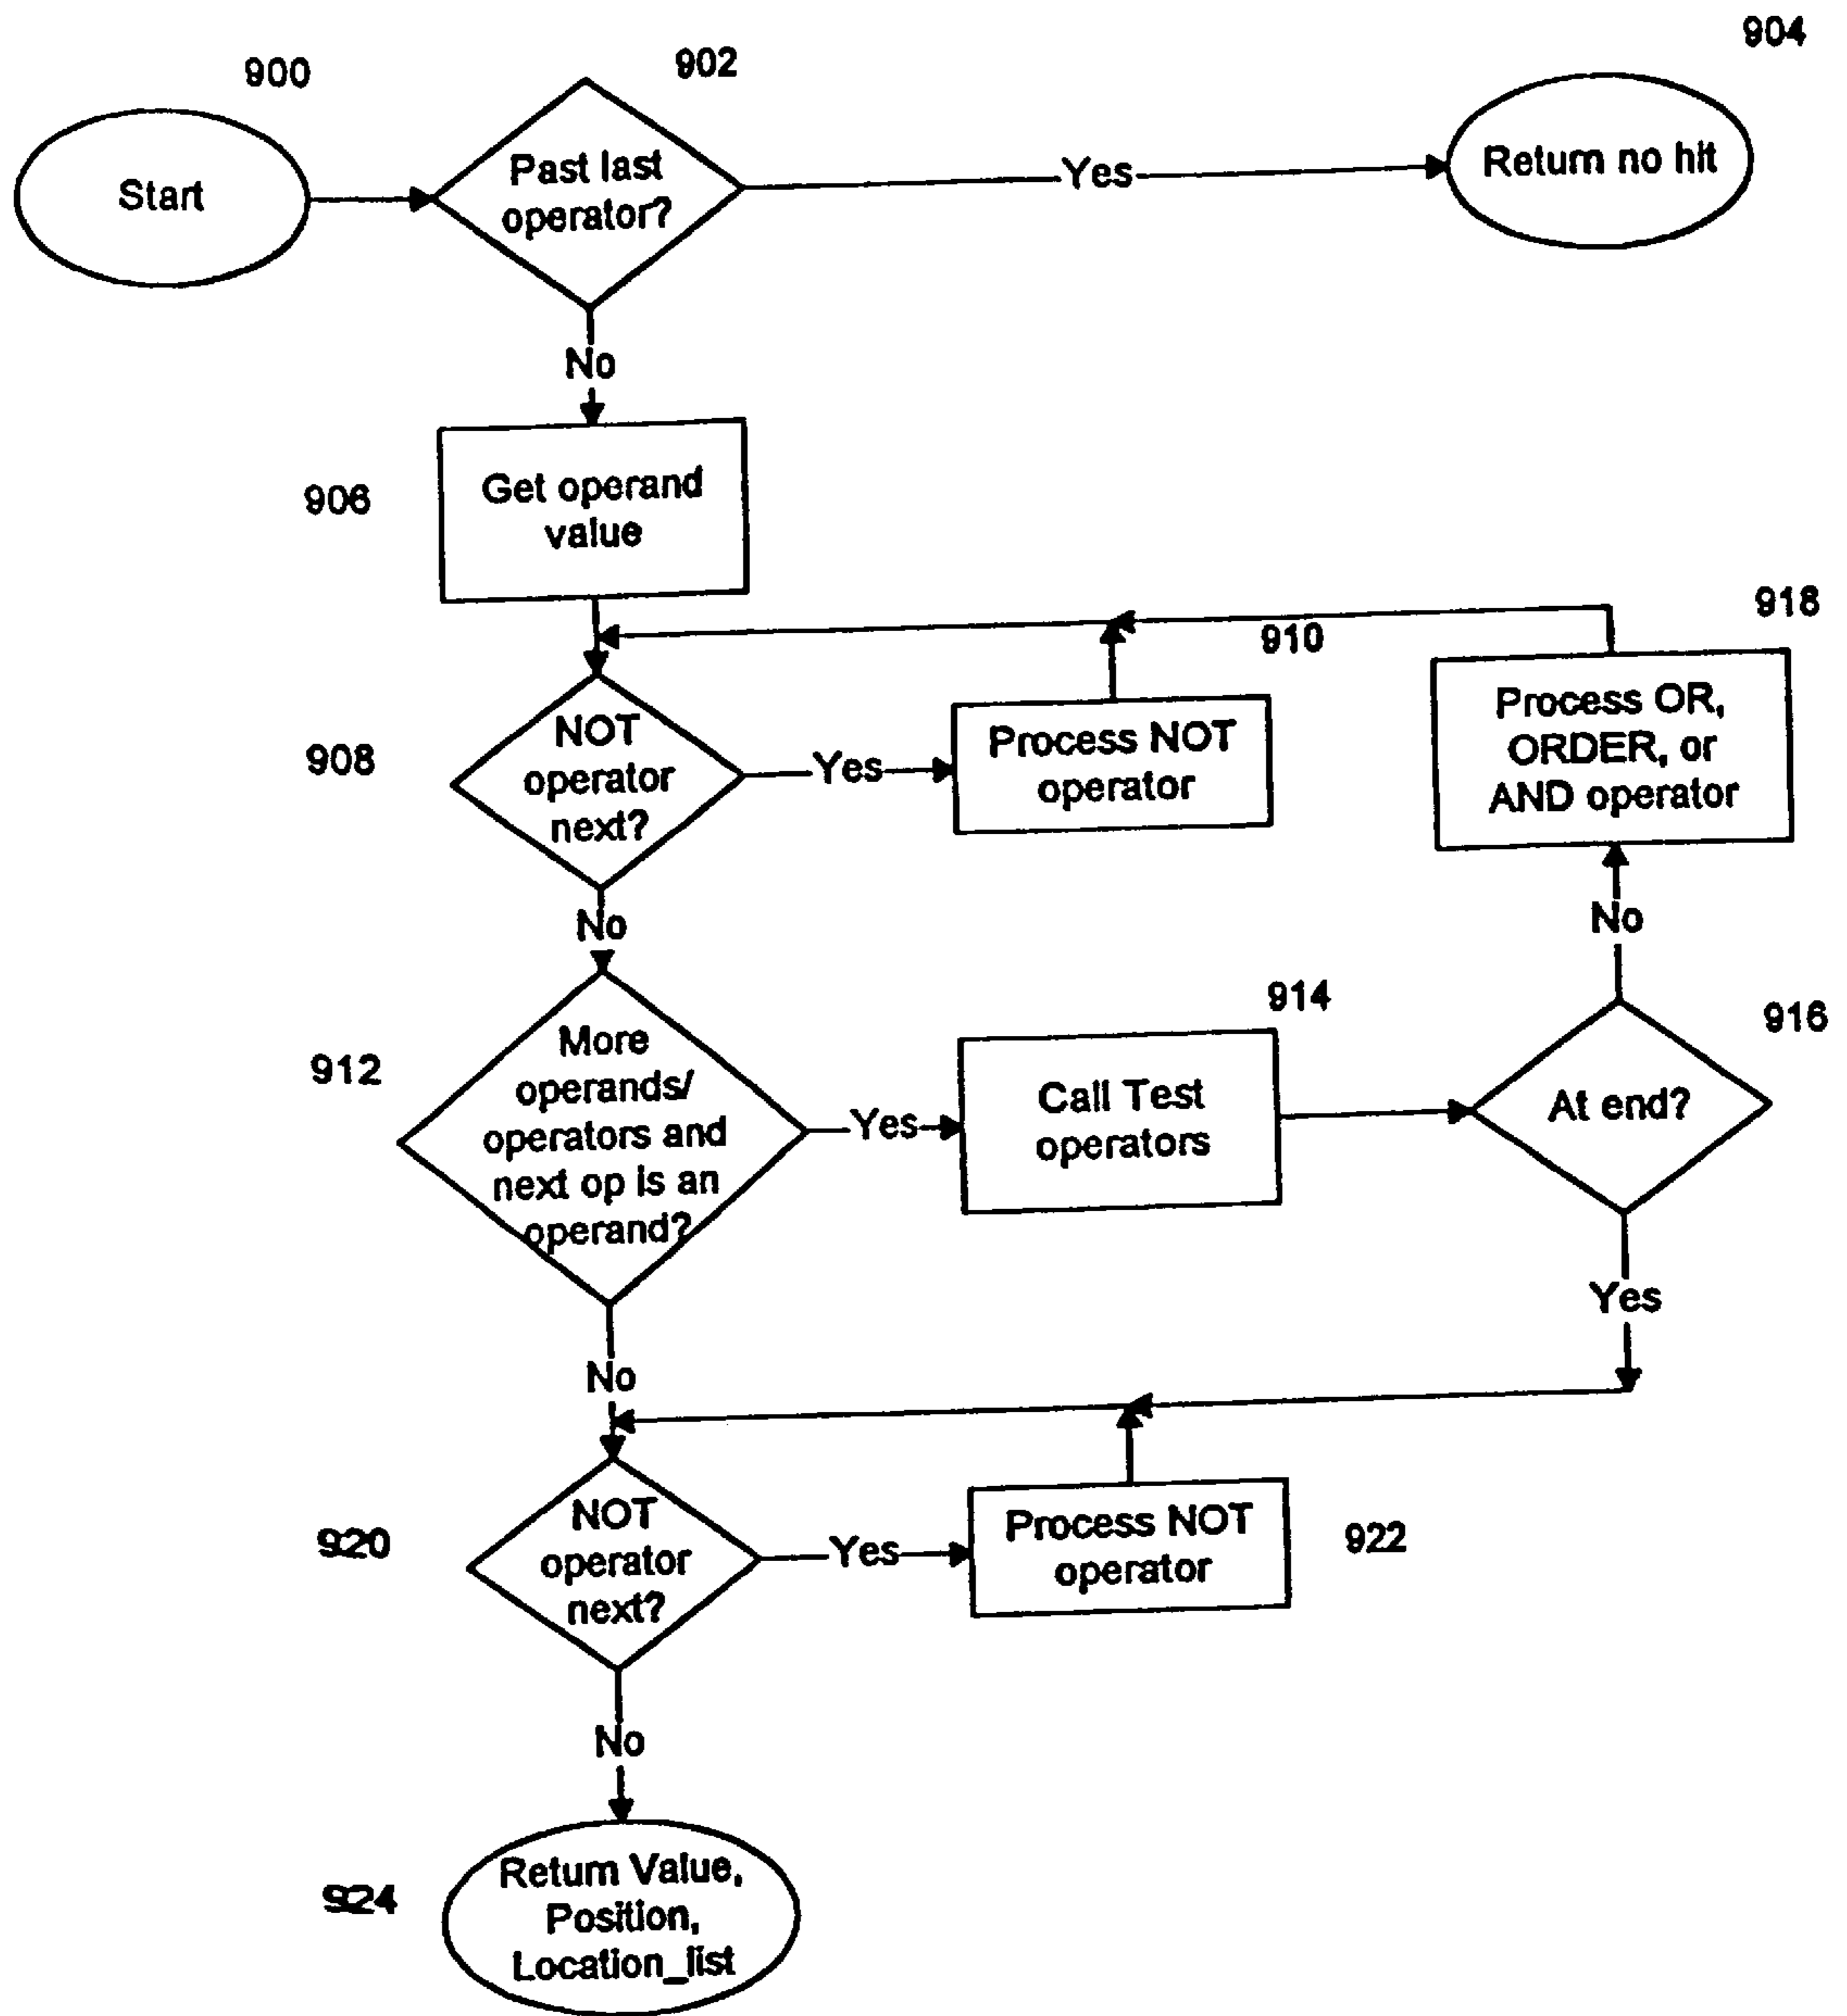 900
902
904
Start
Past last
operator?
Yes
Return no hit
No
906
Get operand
value
918
910
908
NOT
operator
next?
Yes
Process NOT
operator
Process OR,
ORDER, or
AND operator
No
No
912
More
operands/
operators and
next op is an
operand?
Yes
914
Call Test
operators
916
At end?
Yes
No
920
NOT
operator
next?
Yes
Process NOT
operator
922
No
924
Return Value,
Position,
Location_list